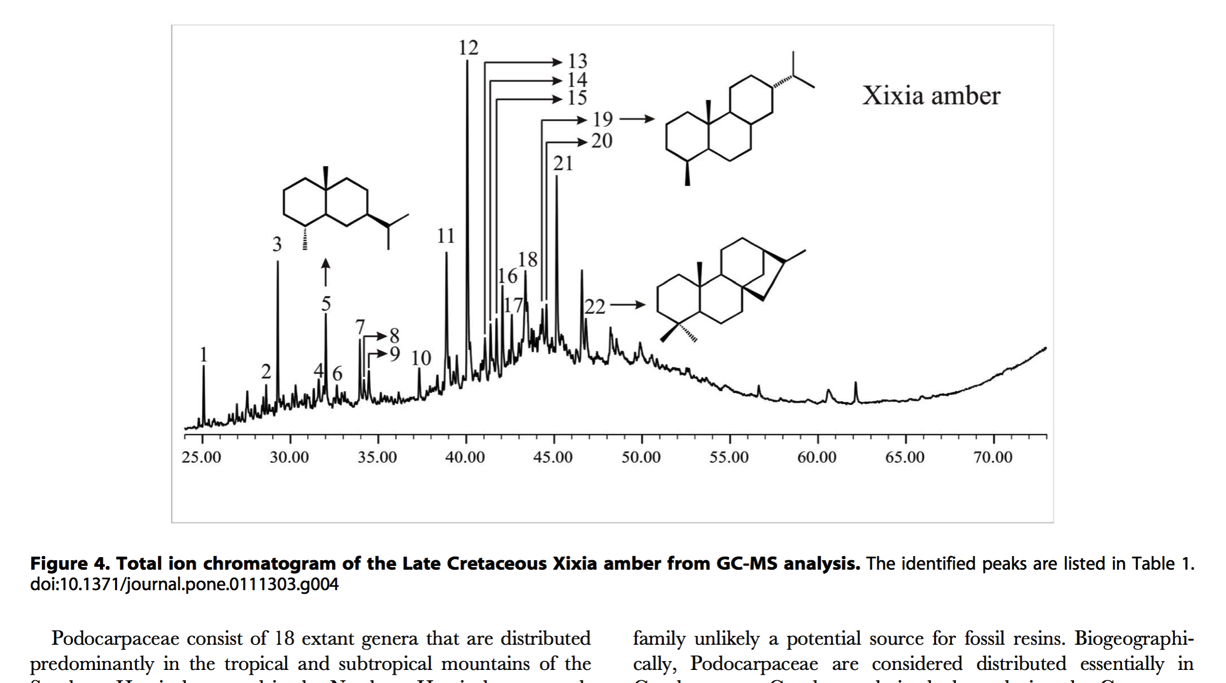 12
13
14
15
Xixia amber
19
20
21
3
11
18
16
5
17
22
7
8
1
9
10
2
4
6
25.00 30.00 35.00 40.00 45.00 50.00 55.00 60.00 65.00 70.00
Figure 4. Total ion chromatogram of the Late Cretaceous Xixia amber from GC-MS analysis. The identified peaks are listed in Table 1.
doi:10.1371/journal.pone.0111303.g004
Podocarpaceae consist of 18 extant genera that are distributed
predominantly in the tropical and subtropical mountains of the
family unlikely a potential source for fossil resins. Biogeographi-
cally, Podocarpaceae are considered distributed essentially in